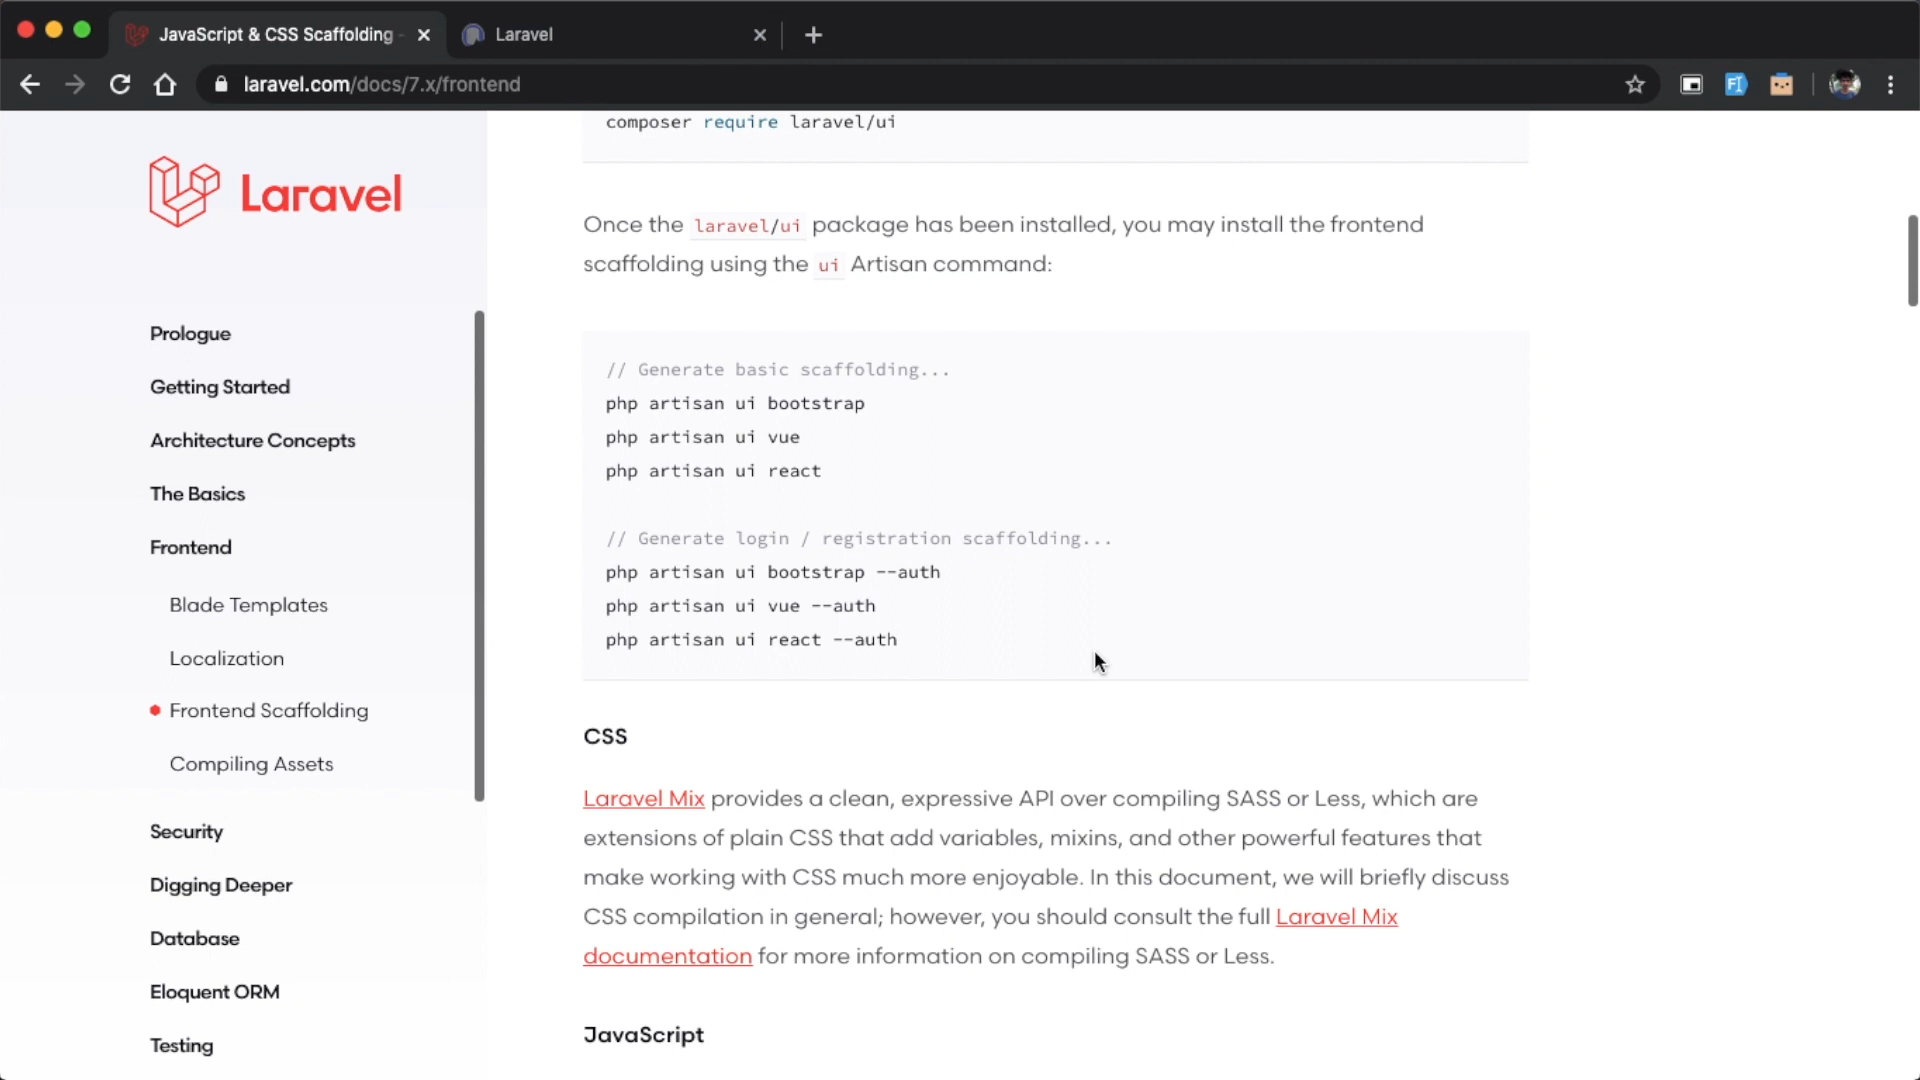 JavaScript & CSS Scaffolding -
Laravel
laravel.com/docs/7.x/frontend
Laravel
Prologue
Getting Started
Architecture Concepts
The Basics
Frontend
Blade Templates
Localization
Frontend Scaffolding
Compiling Assets
Security
Digging Deeper
Database
Eloquent ORM
Testing
composer require laravel/ui
Once the laravel/ui package has been installed, you may install the frontend
scaffolding using the ui Artisan command:
// Generate basic scaffolding...
php artisan ui bootstrap
php artisan ui vue
php artisan ui react
// Generate login / registration scaffolding...
php artisan ui bootstrap --auth
php artisan ui vue --auth
php artisan ui react --auth
CSS
Laravel Mix provides a clean, expressive API over compiling SASS or Less, which are
extensions of plain CSS that add variables, mixins, and other powerful features that
make working with CSS much more enjoyable. In this document, we will briefly discuss
CSS compilation in general; however, you should consult the full Laravel Mix
documentation for more information on compiling SASS or Less.
JavaScript